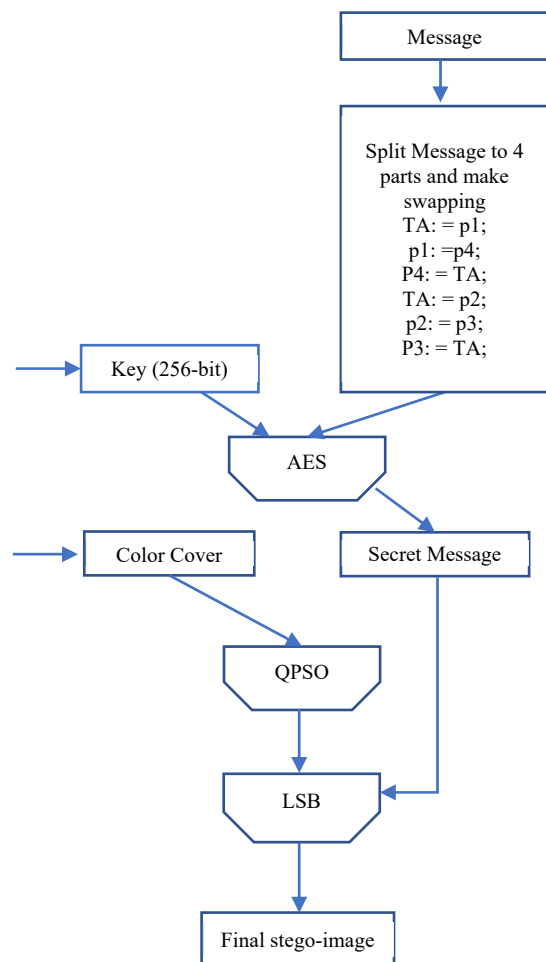 Message
Split Message to 4
parts and make
swapping
TA: = p1;
p1: =p4;
P4: = TA;
TA: = p2;
p2: = p3;
P3: = TA;
Key (256-bit)
AES
Color Cover
Secret Message
QPSO
LSB
Final stego-image